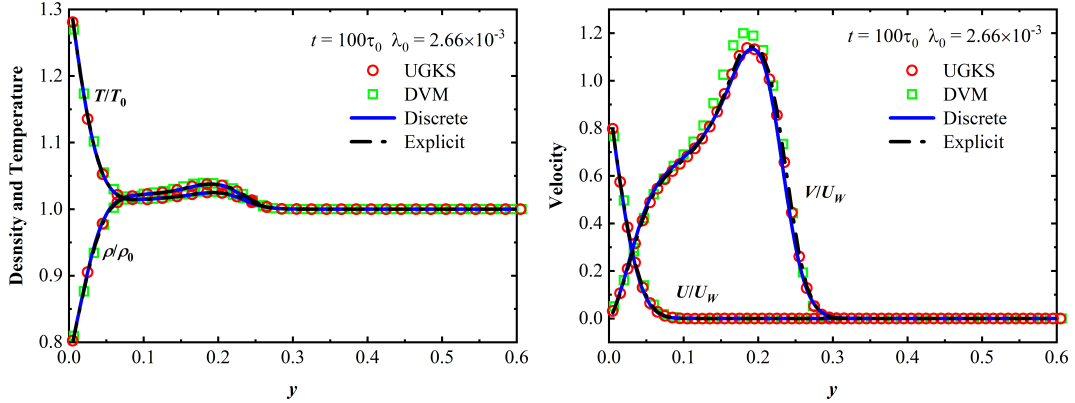 Desnsity and Temperature
1.3
1.2
1.1
1.0
0.9
0.8
t = 100τ₀ λ₀ = 2.66×10⁻³
UGKS
DVM
Discrete
Explicit
T/T₀
ρ/ρ₀
0.0 0.1 0.2 0.3 0.4 0.5 0.6
y
Velocity
1.2
1.0
0.8
0.6
0.4
0.2
0.0
t = 100τ₀ λ₀ = 2.66×10⁻³
UGKS
DVM
Discrete
Explicit
V/U_W
U/U_W
0.0 0.1 0.2 0.3 0.4 0.5 0.6
y